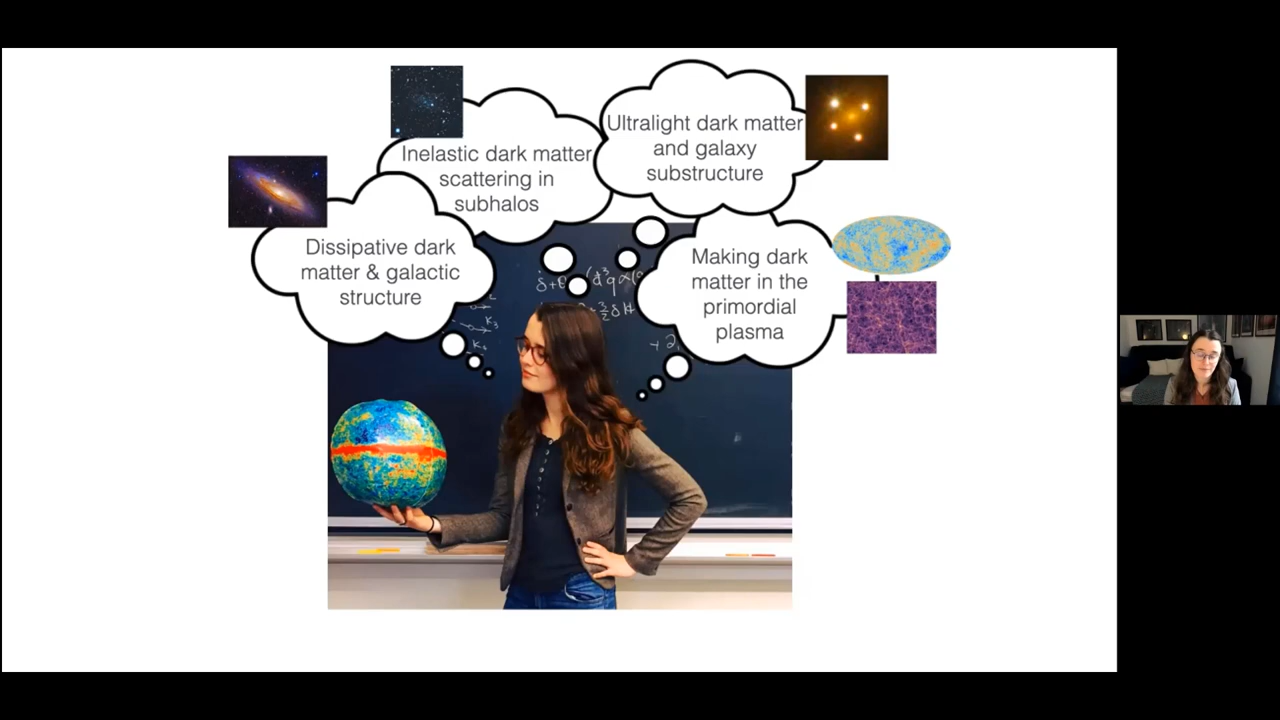 Inelastic dark matter
scattering in
subhalos
Ultralight dark matter
and galaxy
substructure
Dissipative dark
matter & galactic
structure
Making dark
matter in the
primordial
plasma